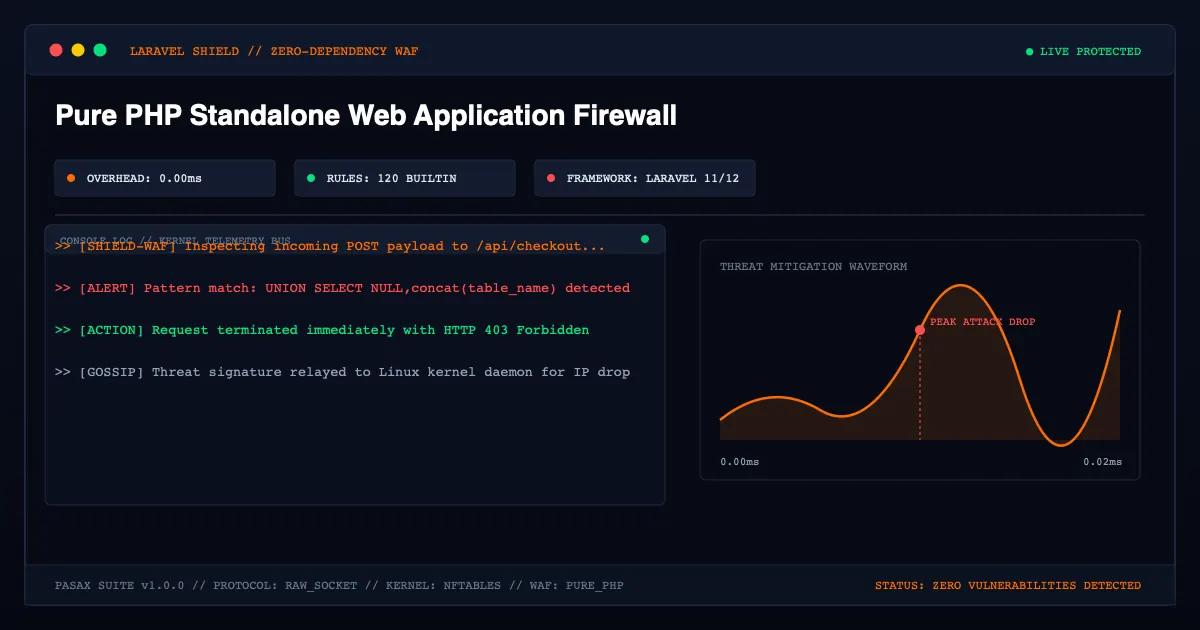 LARAVEL SHIELD // ZERO-DEPENDENCY WAF
LIVE PROTECTED
Pure PHP Standalone Web Application Firewall
OVERHEAD: 0.00ms
RULES: 120 BUILTIN
FRAMEWORK: LARAVEL 11/12
CONSOLE LOG // KERNEL TELEMETRY BUS
>> [SHIELD-WAF] Inspecting incoming POST payload to /api/checkout...
>> [ALERT] Pattern match: UNION SELECT NULL,concat(table_name) detected
>> [ACTION] Request terminated immediately with HTTP 403 Forbidden
>> [GOSSIP] Threat signature relayed to Linux kernel daemon for IP drop
THREAT MITIGATION WAVEFORM
PEAK ATTACK DROP
0.00ms
0.02ms
PASAX SUITE v1.0.0 // PROTOCOL: RAW_SOCKET // KERNEL: NFTABLES // WAF: PURE_PHP
STATUS: ZERO VULNERABILITIES DETECTED